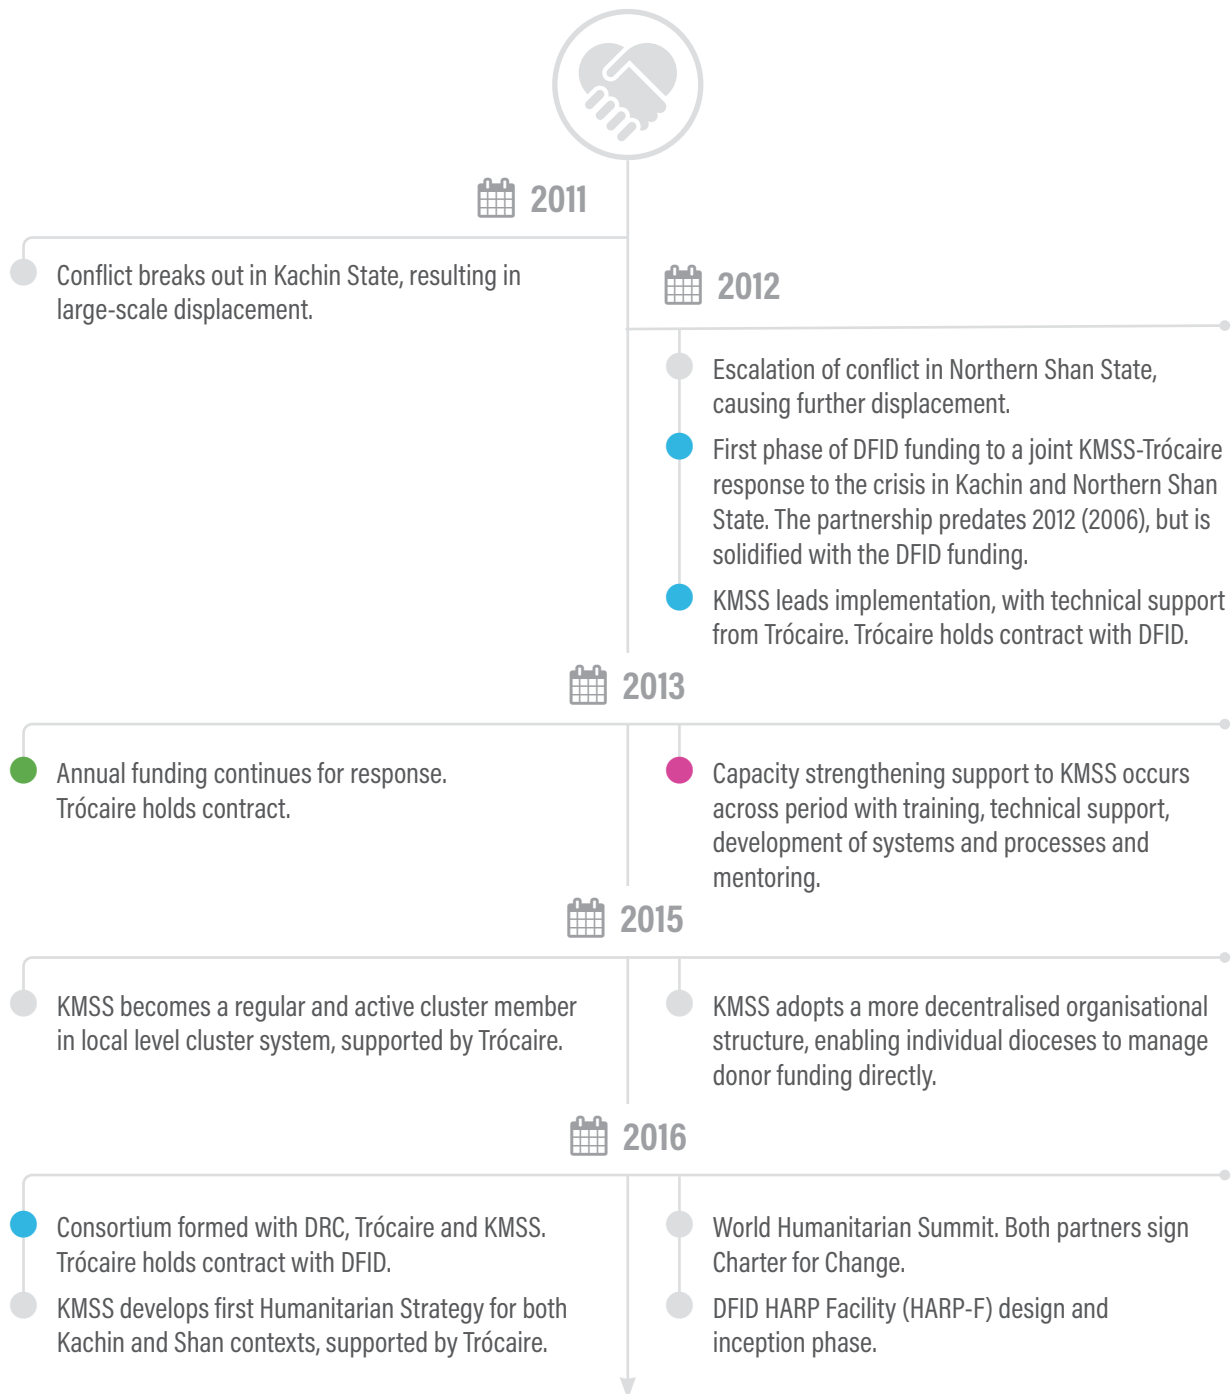 2011
Conflict breaks out in Kachin State, resulting in
large-scale displacement.
2012
Escalation of conflict in Northern Shan State,
causing further displacement.
First phase of DFID funding to a joint KMSS-Trócaire
response to the crisis in Kachin and Northern Shan
State. The partnership predates 2012 (2006), but is
solidified with the DFID funding.
KMSS leads implementation, with technical support
from Trócaire. Trócaire holds contract with DFID.
2013
Annual funding continues for response.
Trócaire holds contract.
Capacity strengthening support to KMSS occurs
across period with training, technical support,
development of systems and processes and
mentoring.
2015
KMSS becomes a regular and active cluster member
in local level cluster system, supported by Trócaire.
KMSS adopts a more decentralised organisational
structure, enabling individual dioceses to manage
donor funding directly.
2016
Consortium formed with DRC, Trócaire and KMSS.
Trócaire holds contract with DFID.
KMSS develops first Humanitarian Strategy for both
Kachin and Shan contexts, supported by Trócaire.
World Humanitarian Summit. Both partners sign
Charter for Change.
DFID HARP Facility (HARP-F) design and
inception phase.